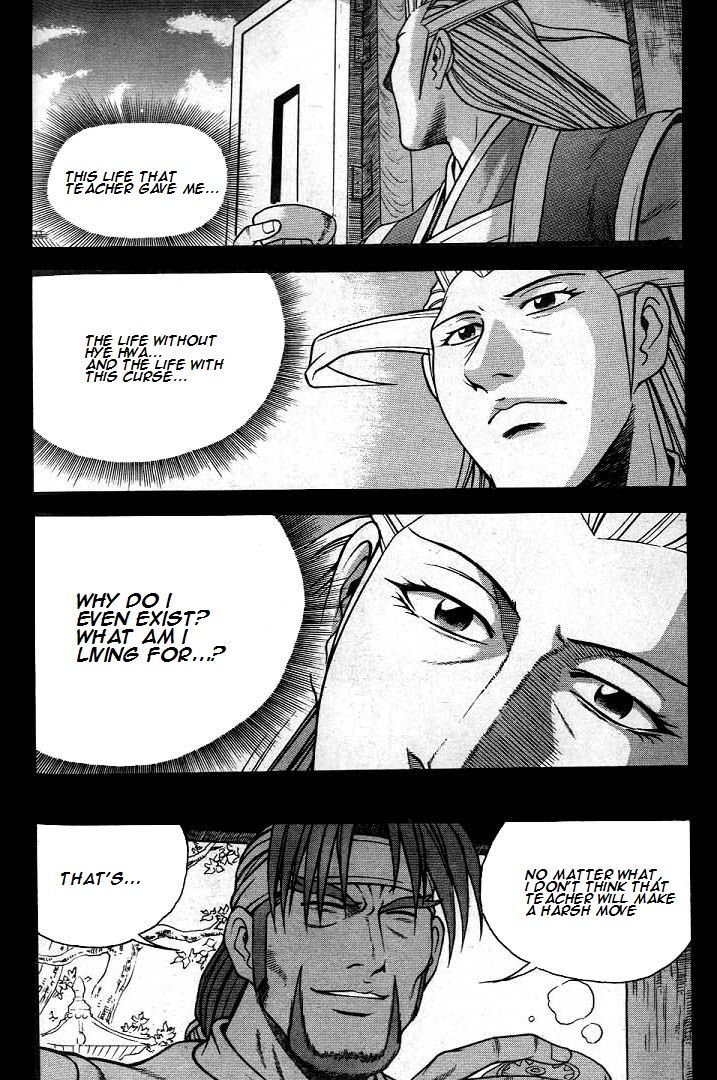 THIS LIFE THAT
TEACHER GAVE ME...
THE LIFE WITHOUT
HYE HWA...
AND THE LIFE WITH
THIS CURSE...
WHY DO I
EVEN EXIST?
WHAT AM I
LIVING FOR...?
THAT'S...
NO MATTER WHAT,
I DON'T THINK THAT
TEACHER WILL MAKE
A HARSH MOVE